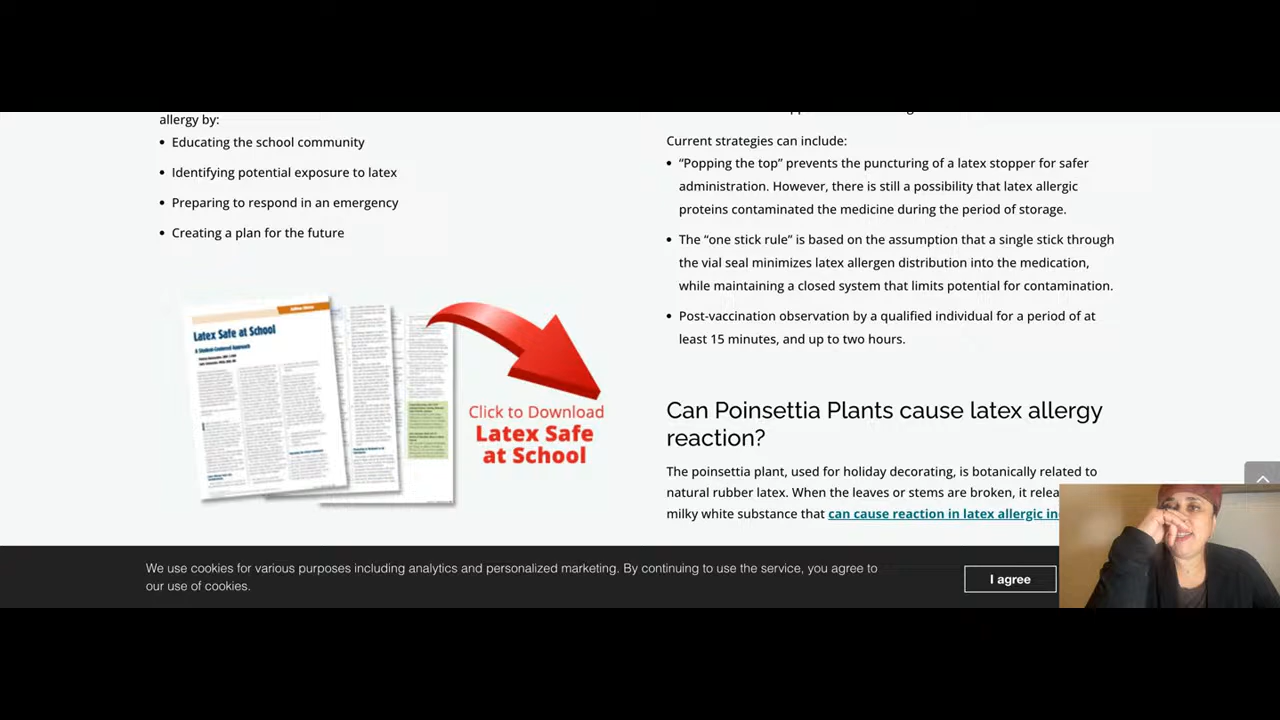 allergy by:
• Educating the school community
• Identifying potential exposure to latex
• Preparing to respond in an emergency
• Creating a plan for the future
Latex Safe at School
A Student-Centered Approach
Click to Download
Latex Safe
at School
Current strategies can include:
• “Popping the top” prevents the puncturing of a latex stopper for safer
administration. However, there is still a possibility that latex allergic
proteins contaminated the medicine during the period of storage.
• The “one stick rule” is based on the assumption that a single stick through
the vial seal minimizes latex allergen distribution into the medication,
while maintaining a closed system that limits potential for contamination.
• Post-vaccination observation by a qualified individual for a period of at
least 15 minutes, and up to two hours.
Can Poinsettia Plants cause latex allergy
reaction?
The poinsettia plant, used for holiday decorating, is botanically related to
natural rubber latex. When the leaves or stems are broken, it
milky white substance that can cause reaction in latex allergic
We use cookies for various purposes including analytics and personalized marketing. By continuing to use the service, you agree to
our use of cookies.
I agree